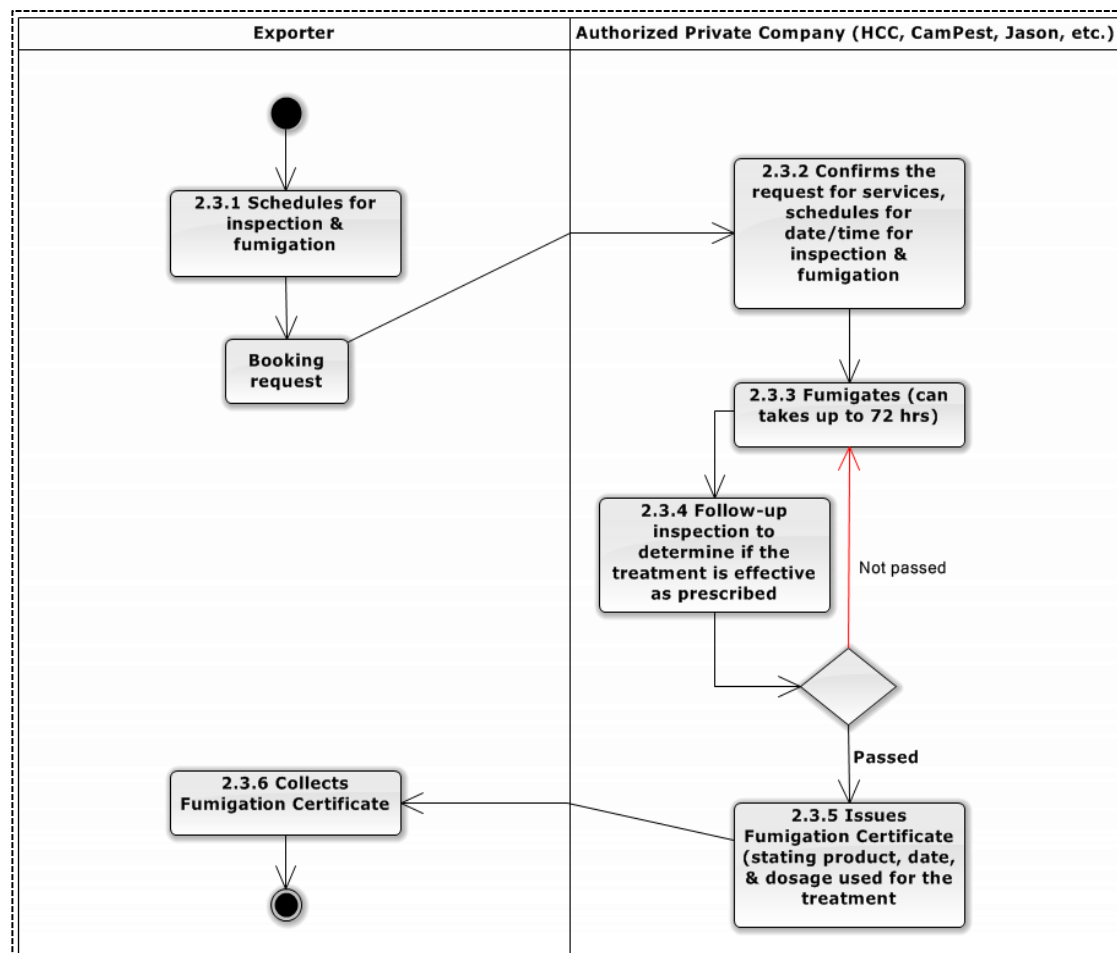 Exporter
Authorized Private Company (HCC, CamPest, Jason, etc.)
2.3.1 Schedules for
inspection &
fumigation
Booking
request
2.3.2 Confirms the
request for services,
schedules for
date/time for
inspection &
fumigation
2.3.3 Fumigates (can
takes up to 72 hrs)
2.3.4 Follow-up
inspection to
determine if the
treatment is effective
as prescribed
Not passed
Passed
2.3.5 Issues
Fumigation Certificate
(stating product, date,
& dosage used for the
treatment
2.3.6 Collects
Fumigation Certificate